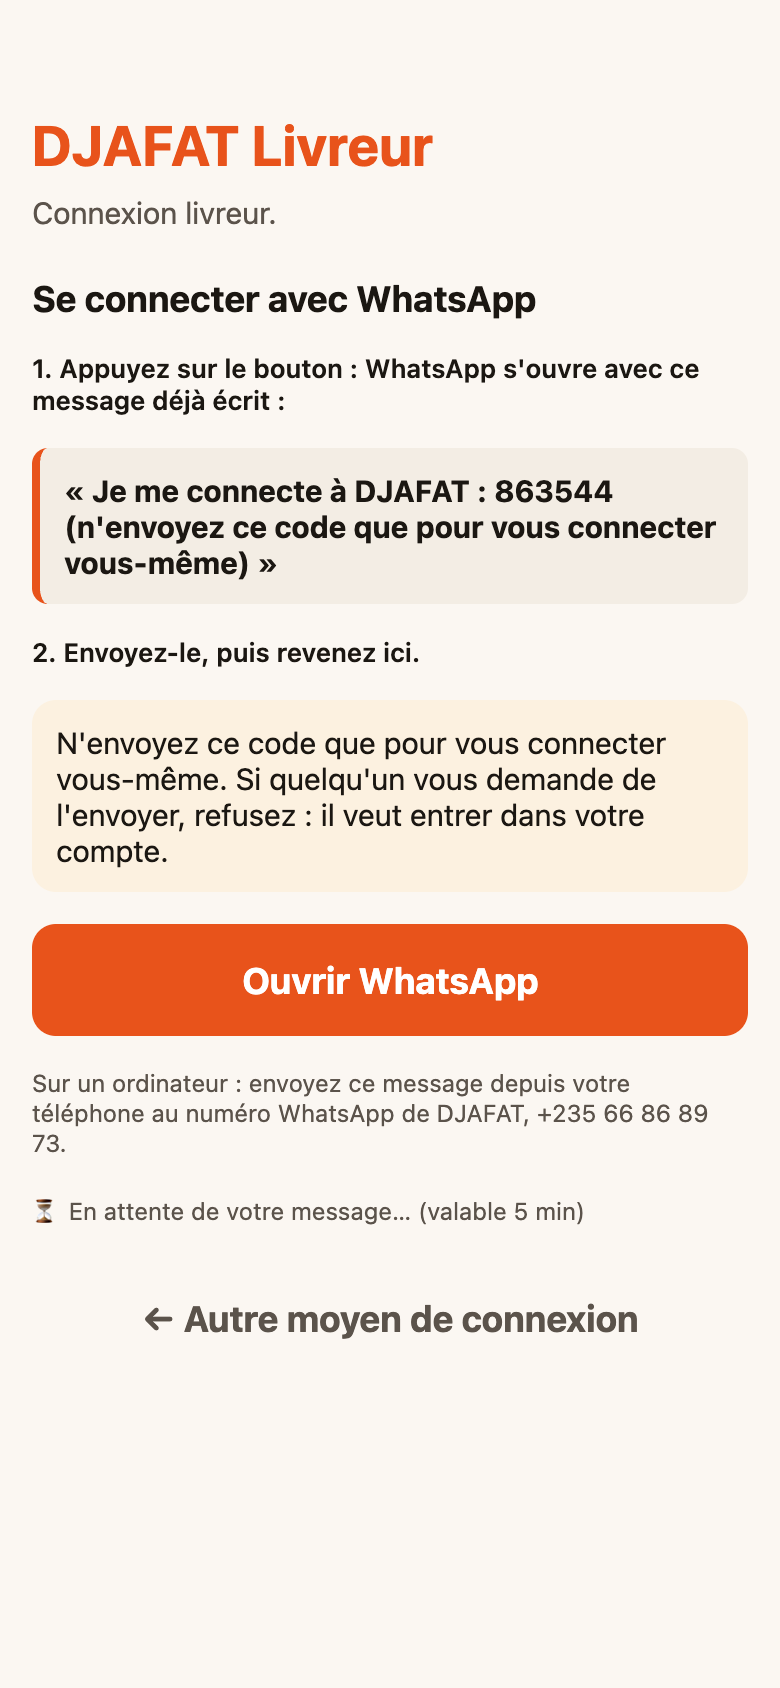 DJAFAT Livreur
Connexion livreur.
Se connecter avec WhatsApp
1. Appuyez sur le bouton : WhatsApp s'ouvre avec ce
message déjà écrit :
« Je me connecte à DJAFAT : 863544
(n'envoyez ce code que pour vous connecter
vous-même) »
2. Envoyez-le, puis revenez ici.
N'envoyez ce code que pour vous connecter
vous-même. Si quelqu'un vous demande de
l'envoyer, refusez : il veut entrer dans votre
compte.
Ouvrir WhatsApp
Sur un ordinateur : envoyez ce message depuis votre
téléphone au numéro WhatsApp de DJAFAT, +235 66 86 89
73.
⏳ En attente de votre message... (valable 5 min)
← Autre moyen de connexion